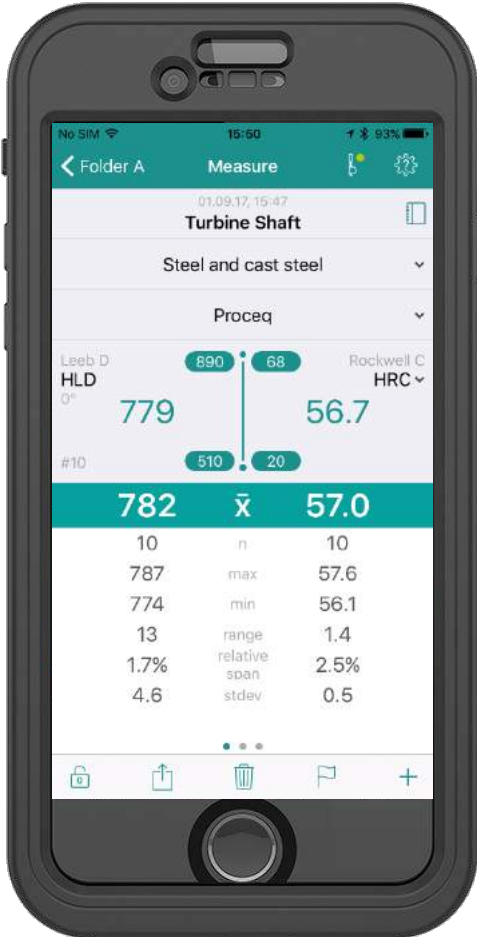 No SIM 15:50 93%
Folder A Measure
01.09.17, 15:47
Turbine Shaft
Steel and cast steel
Proceq
Leeb D 890 68 Rockwell C
HLD HRC
0° 779 56.7
#10 510 20
782 x̄ 57.0
10 n 10
787 max 57.6
774 min 56.1
13 range 1.4
1.7% relative span 2.5%
4.6 stdev 0.5